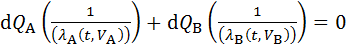 dQ_A (1/(λ_A(t, V_A))) + dQ_B (1/(λ_B(t, V_B))) = 0